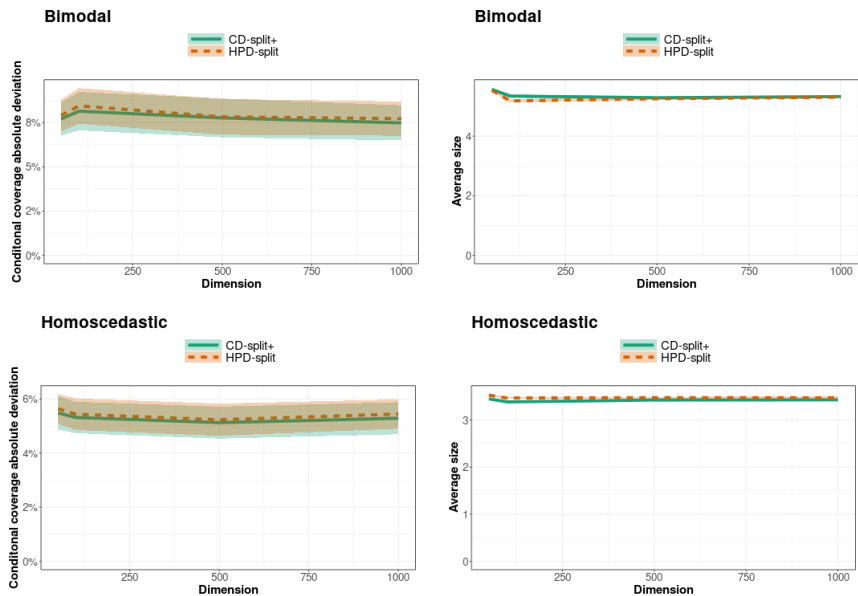 Bimodal
CD-split+
HPD-split
Conditonal coverage absolute deviation
8%
5%
2%
0%
250 500 750 1000
Dimension
Bimodal
CD-split+
HPD-split
Average size
4
2
0
250 500 750 1000
Dimension
Homoscedastic
CD-split+
HPD-split
Conditonal coverage absolute deviation
6%
4%
2%
0%
250 500 750 1000
Dimension
Homoscedastic
CD-split+
HPD-split
Average size
3
2
1
0
250 500 750 1000
Dimension